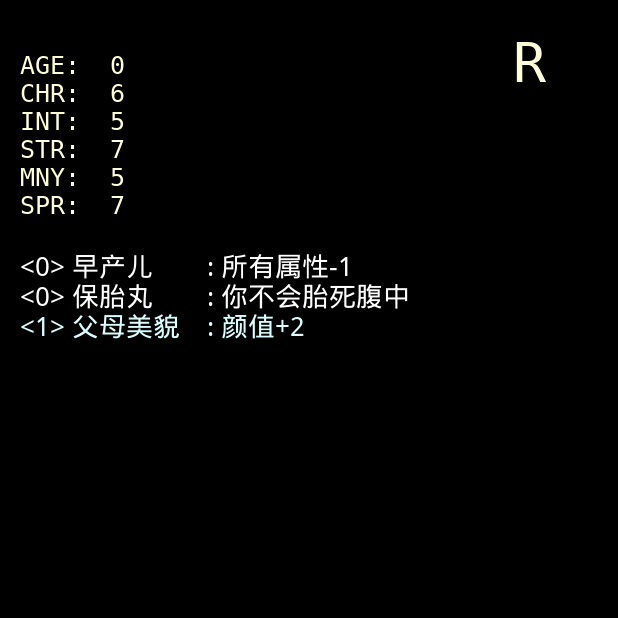 R
AGE: 0
CHR: 6
INT: 5
STR: 7
MNY: 5
SPR: 7
<0> 早产儿 : 所有属性-1
<0> 保胎丸 : 你不会胎死腹中
<1> 父母美貌 : 颜值+2